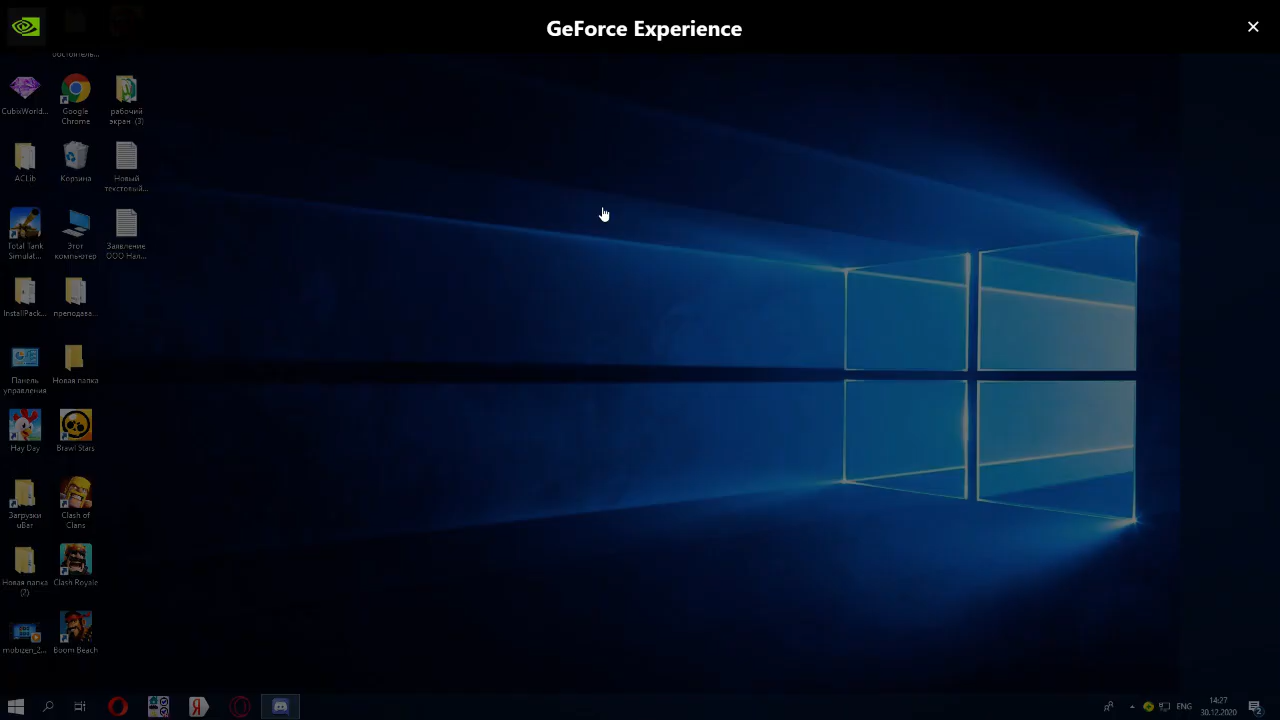 GeForce Experience
CubixWorld...
Google
Chrome
рабочий
экран (3)
ACLib
Корзина
Новый
текстовый...
Total Tank
Simulat...
Этот
компьютер
Заявление
ООО Нал...
InstallPack...
преподава...
Панель
управления
Новая папка
Hay Day
Brawl Stars
Загрузки
uBar
Clash of
Clans
Новая папка
(2)
Clash Royale
mobizen_2...
Boom Beach
ENG
14:27
30.12.2020
2